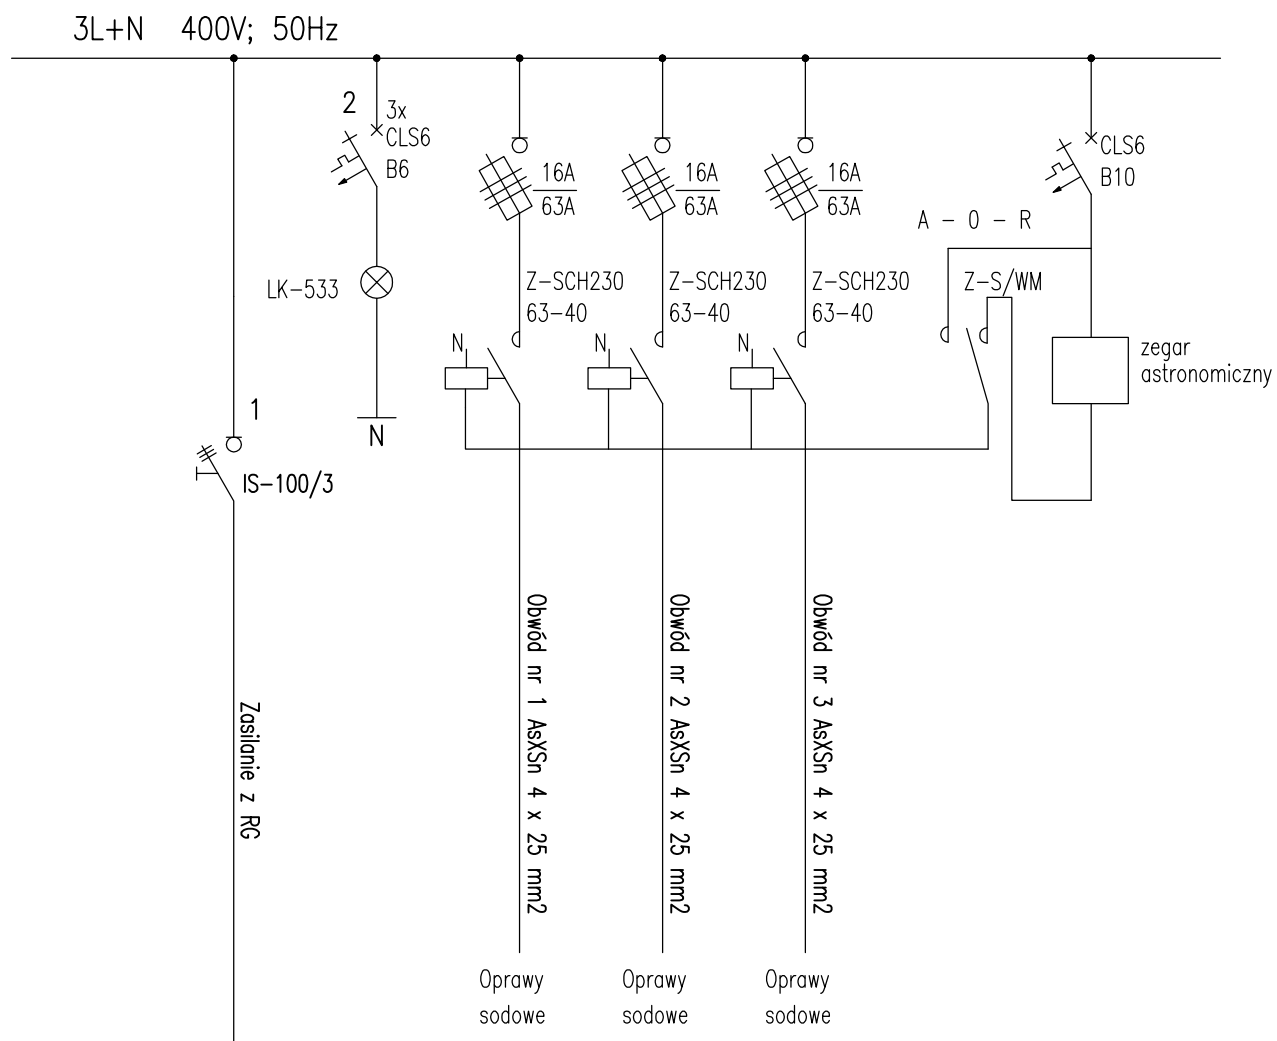 3L+N 400V; 50Hz
2
3x
CLS6
B6
LK-533
N
1
IS-100/3
Zasilanie z RG
16A
63A
Z-SCH230
63-40
N
Obwód nr 1 AsXSn 4 x 25 mm2
Oprawy
sodowe
16A
63A
Z-SCH230
63-40
N
Obwód nr 2 AsXSn 4 x 25 mm2
Oprawy
sodowe
16A
63A
Z-SCH230
63-40
N
Obwód nr 3 AsXSn 4 x 25 mm2
Oprawy
sodowe
CLS6
B10
A - 0 - R
Z-S/WM
zegar
astronomiczny